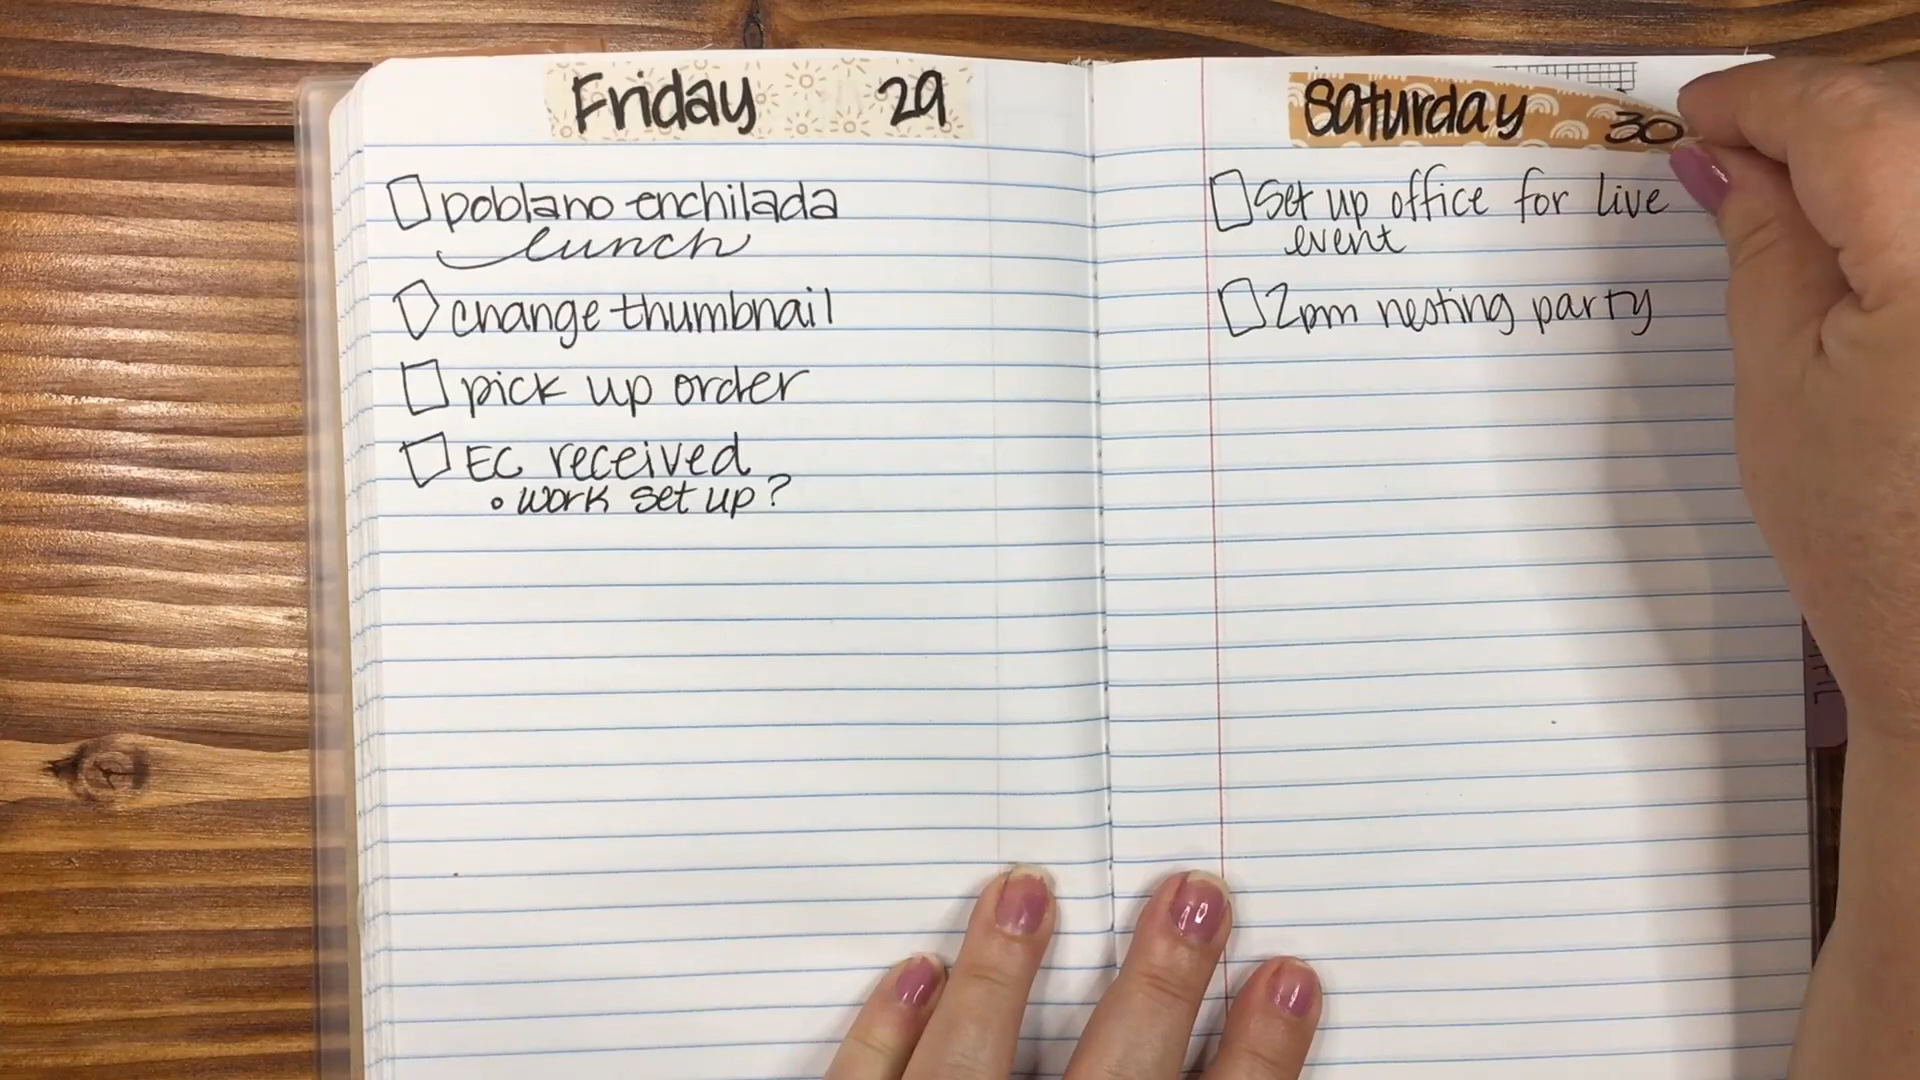 Friday 29
poblano enchilada
lunch
change thumbnail
pick up order
EC received
• work set up?
Saturday 30
Set up office for live
event
2pm nesting party